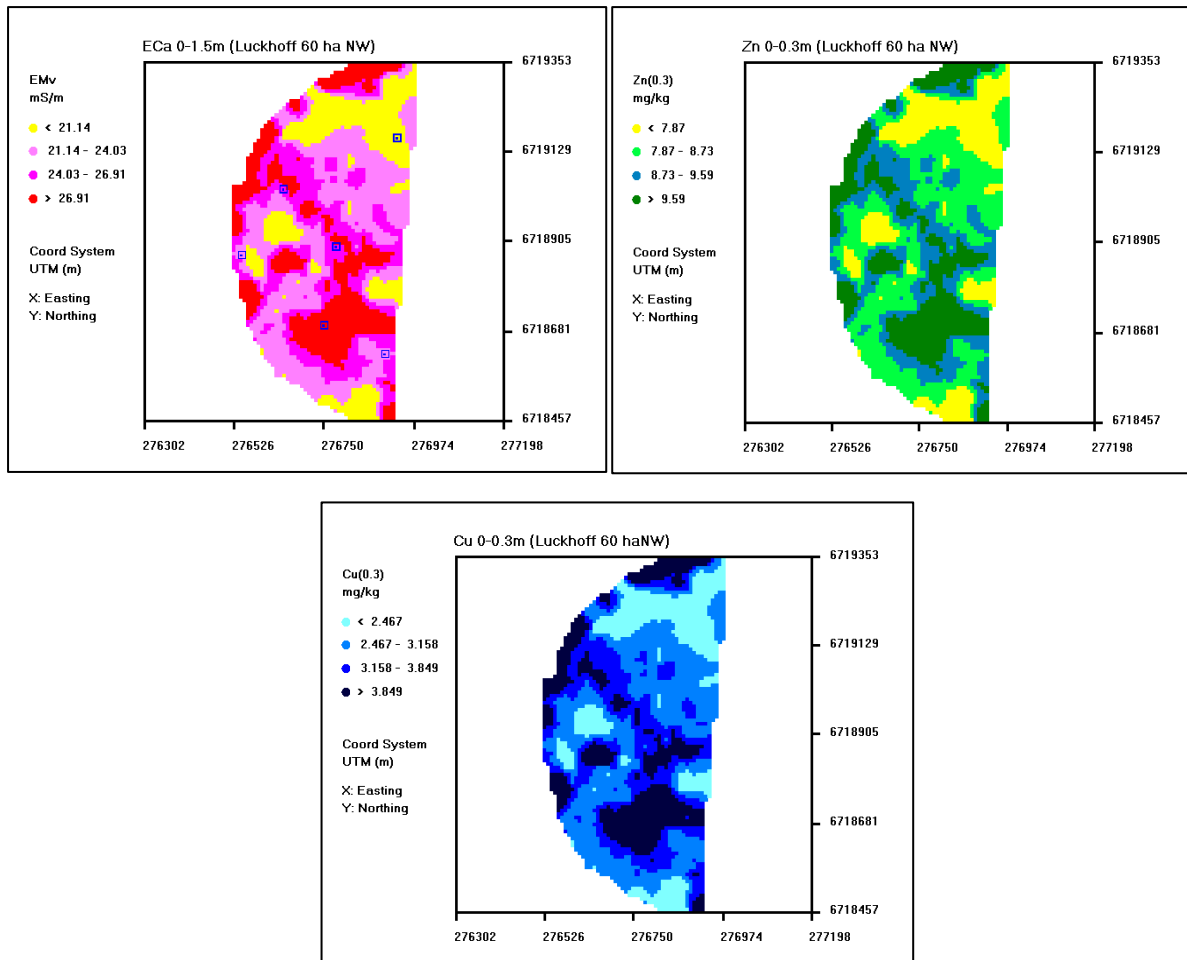 ECa 0-1.5m (Luckhoff 60 ha NW)
EMv
mS/m
< 21.14
21.14 - 24.03
24.03 - 26.91
> 26.91
Coord System
UTM (m)
X: Easting
Y: Northing
6719353
6719129
6718905
6718681
6718457
276302
276526
276750
276974
277198
Zn 0-0.3m (Luckhoff 60 ha NW)
Zn(0.3)
mg/kg
< 7.87
7.87 - 8.73
8.73 - 9.59
> 9.59
Coord System
UTM (m)
X: Easting
Y: Northing
6719353
6719129
6718905
6718681
6718457
276302
276526
276750
276974
277198
Cu 0-0.3m (Luckhoff 60 haNW)
Cu(0.3)
mg/kg
< 2.467
2.467 - 3.158
3.158 - 3.849
> 3.849
Coord System
UTM (m)
X: Easting
Y: Northing
6719353
6719129
6718905
6718681
6718457
276302
276526
276750
276974
277198